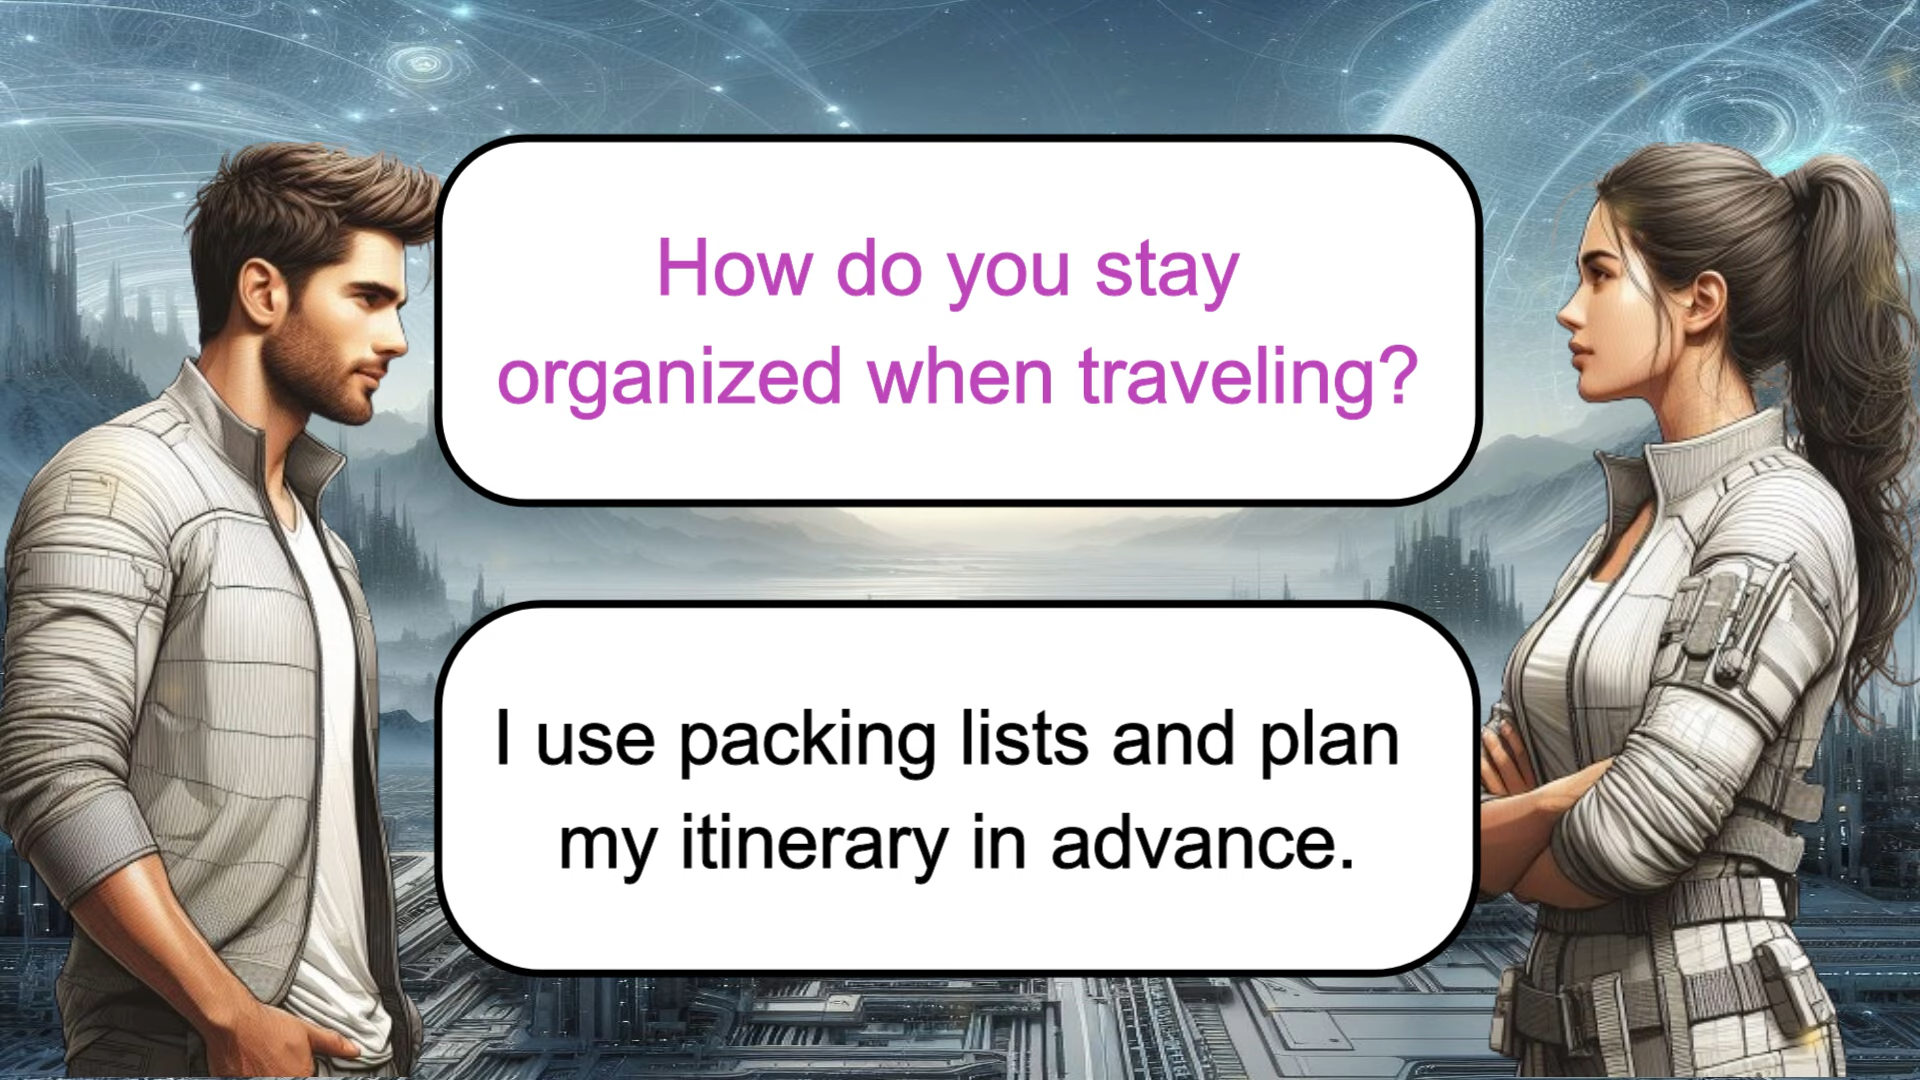 How do you stay
organized when traveling?
I use packing lists and plan
my itinerary in advance.